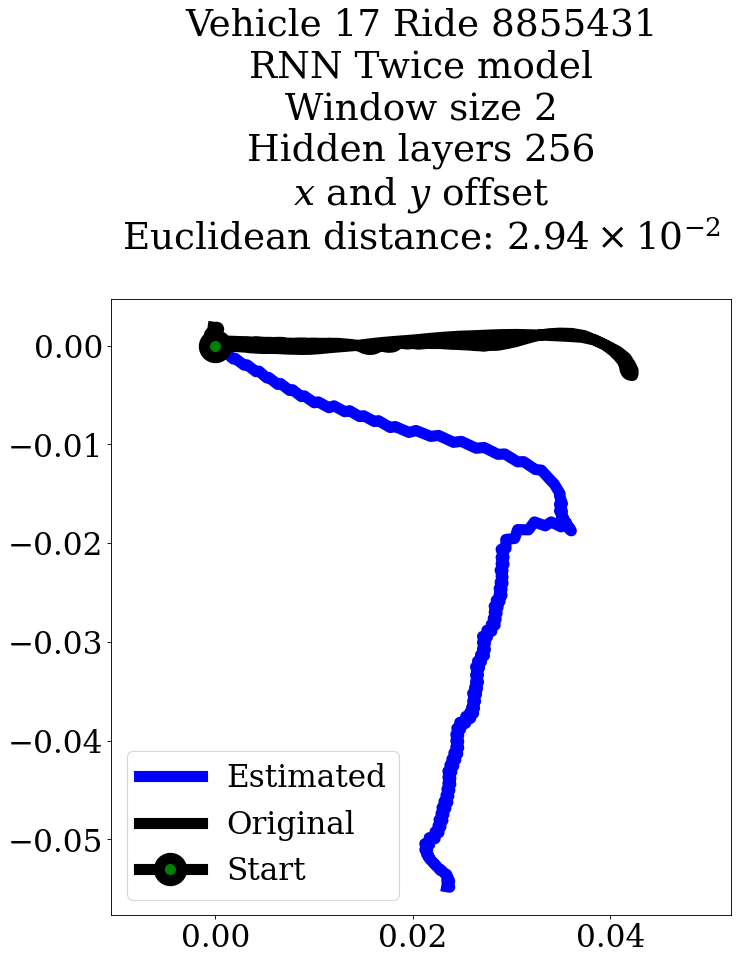 Vehicle 17 Ride 8855431
RNN Twice model
Window size 2
Hidden layers 256
x and y offset
Euclidean distance: 2.94 × 10⁻²
0.00
−0.01
−0.02
−0.03
−0.04
−0.05
Estimated
Original
Start
0.00 0.02 0.04